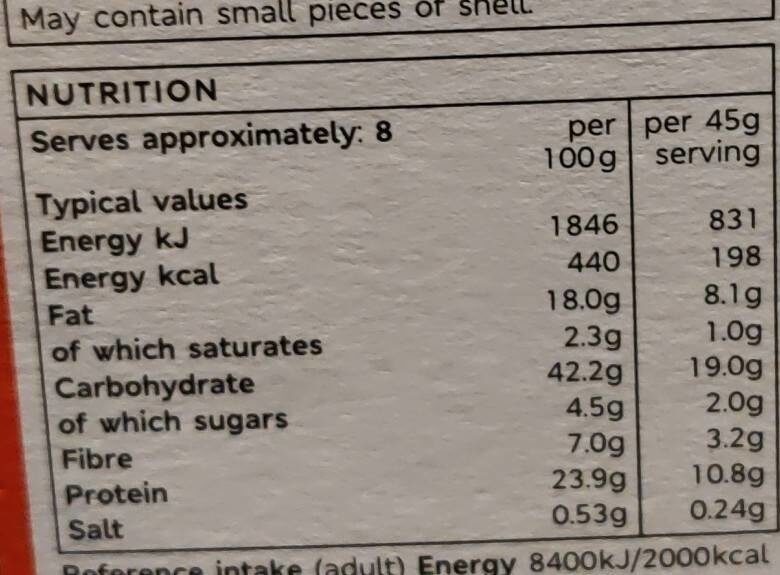 May contain small pieces of shell.
NUTRITION
Serves approximately: 8 per 100g per 45g serving
Typical values
Energy kJ 1846 831
Energy kcal 440 198
Fat 18.0g 8.1g
of which saturates 2.3g 1.0g
Carbohydrate 42.2g 19.0g
of which sugars 4.5g 2.0g
Fibre 7.0g 3.2g
Protein 23.9g 10.8g
Salt 0.53g 0.24g
Reference intake (adult) Energy 8400kJ/2000kcal